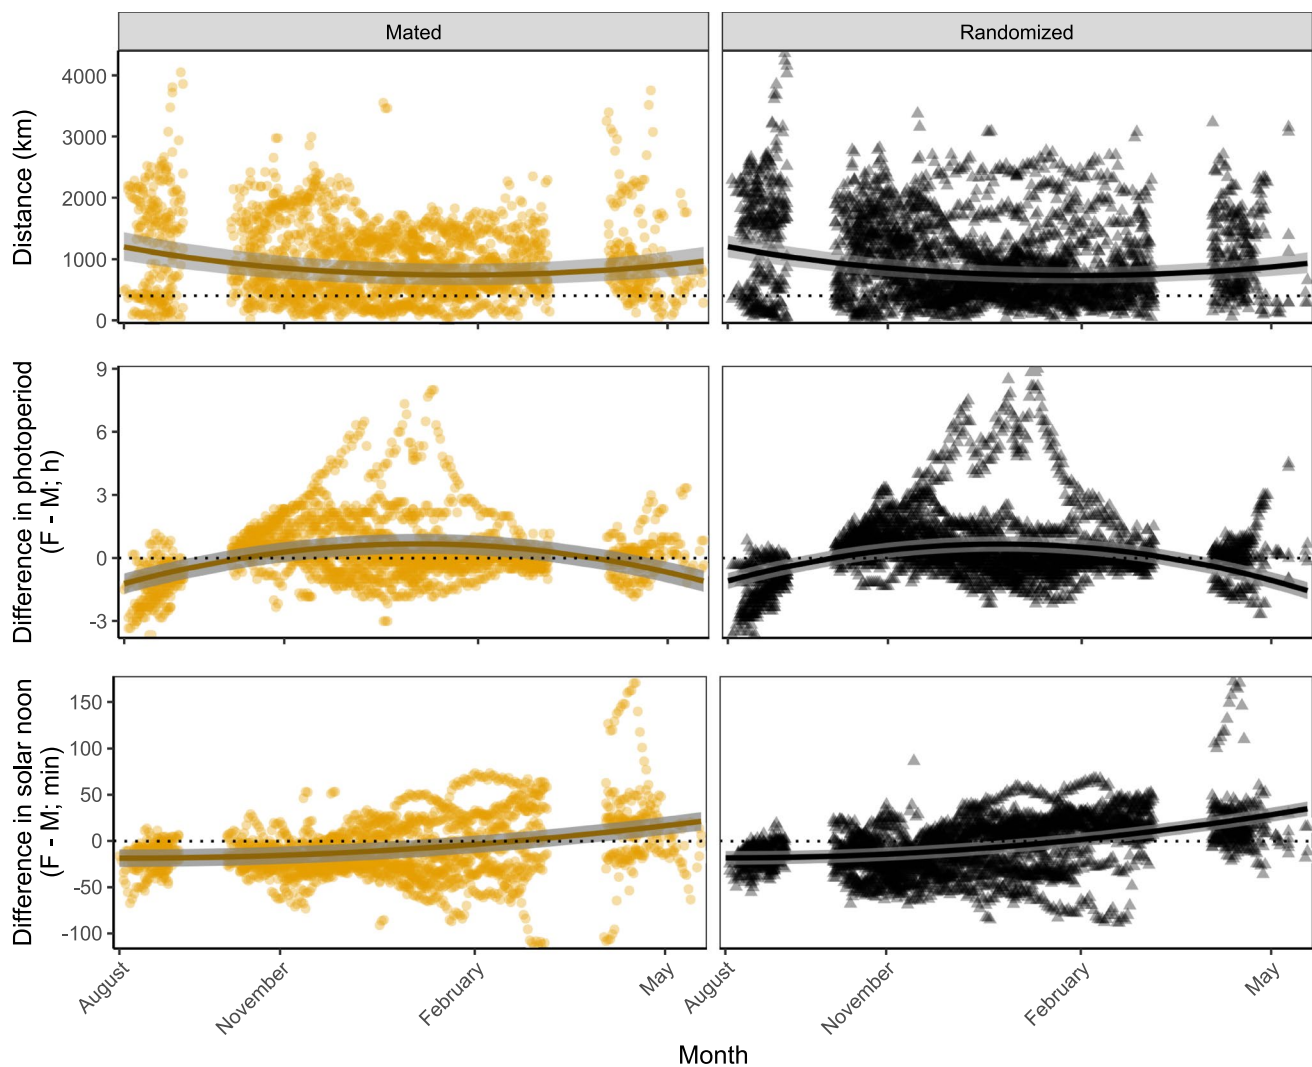 Mated
Randomized
Distance (km)
4000
3000
2000
1000
0
Difference in photoperiod
(F - M; h)
9
6
3
0
-3
Difference in solar noon
(F - M; min)
150
100
50
0
-50
-100
August
November
February
May
August
November
February
May
Month